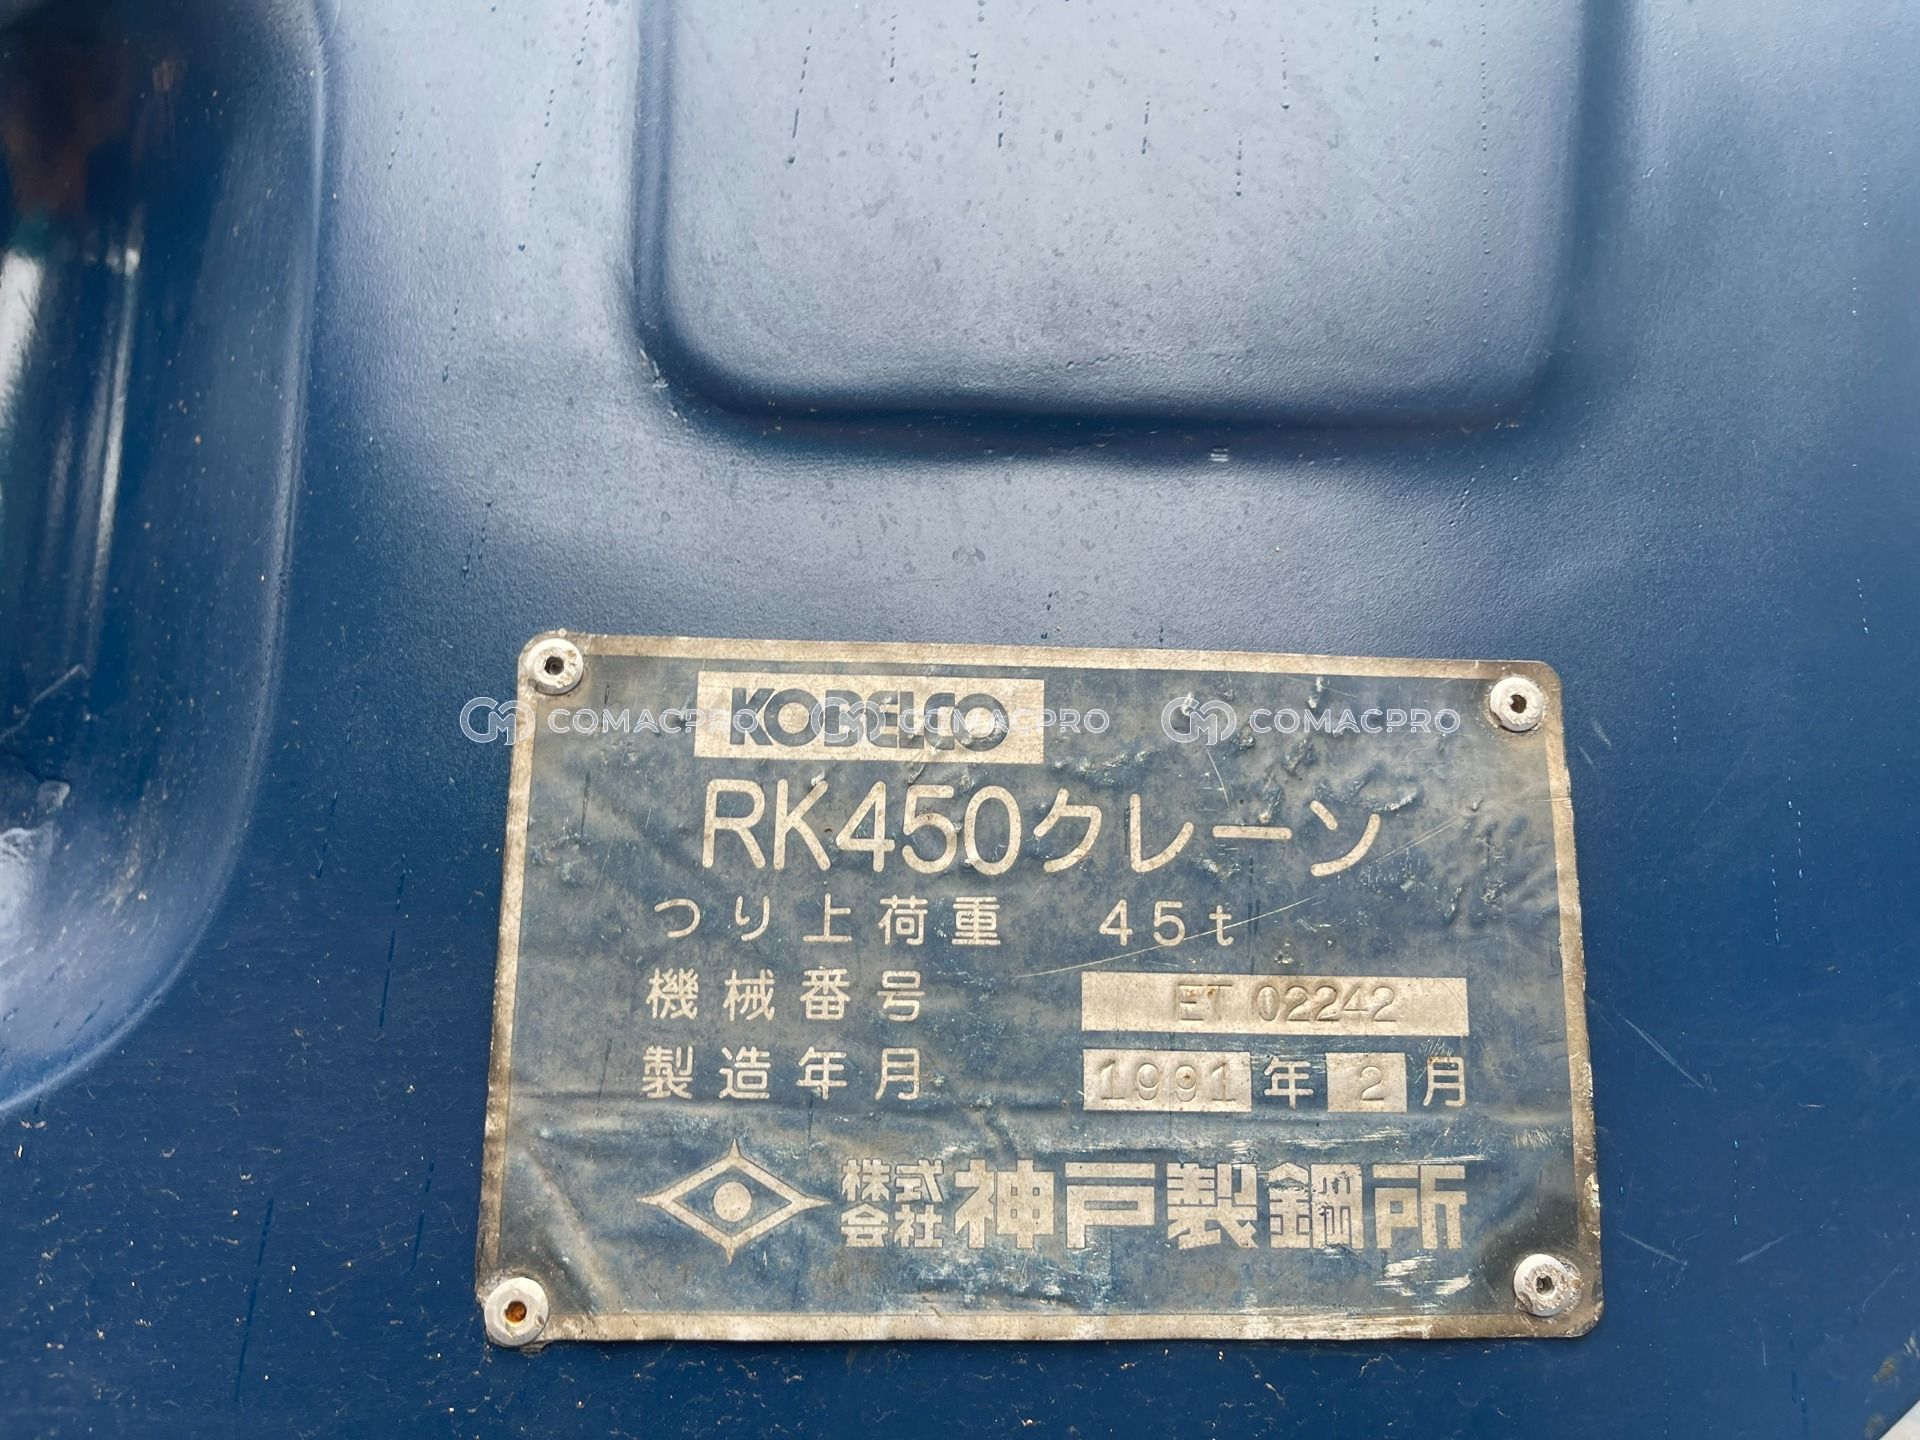 KOBELCO
COMACPRO COMACPRO COMACPRO
RK450クレーン
つり上荷重 45t
機械番号 ET 02242
製造年月 1991年2月
株式会社神戸製鋼所